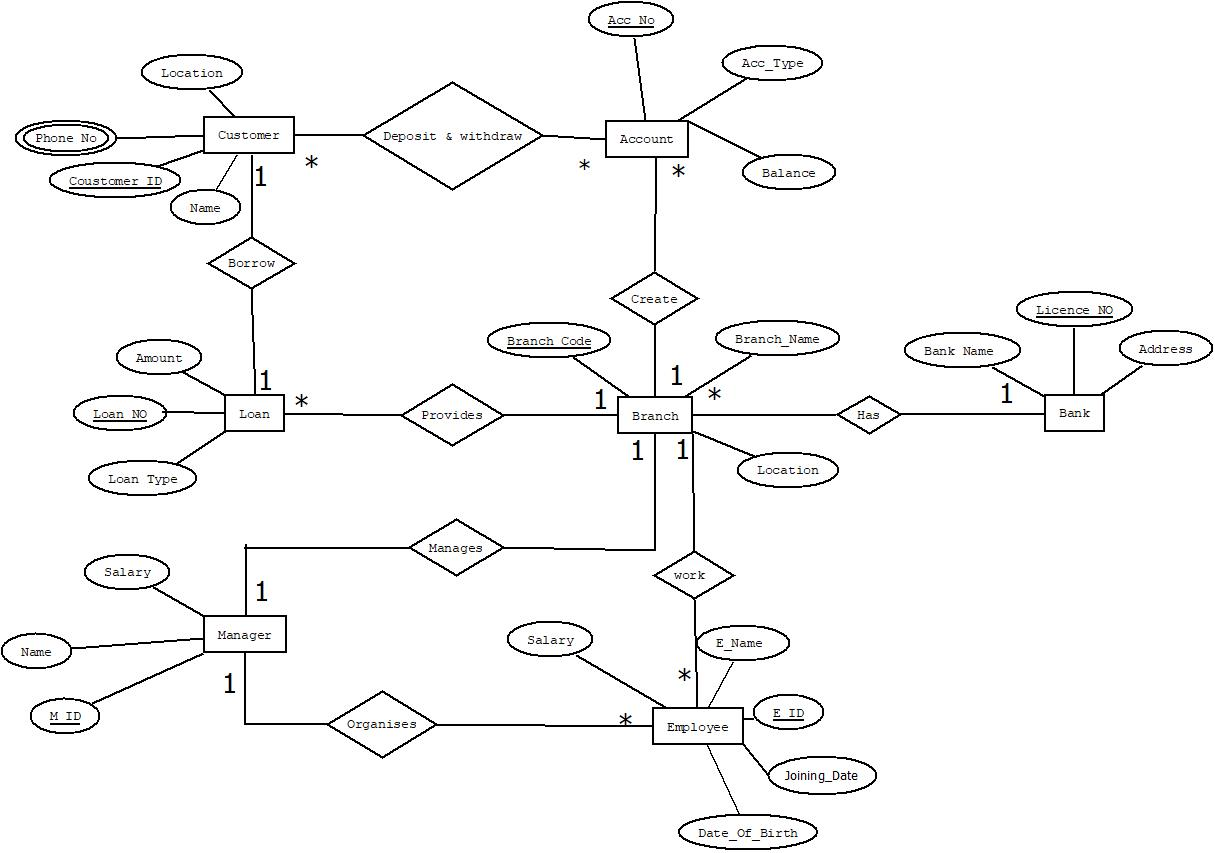 Acc_No
Location
Acc_Type
Phone No
Customer
Deposit & withdraw
Account
*
*
*
Coustomer ID
1
Balance
Name
Borrow
Create
Licence NO
Branch Code
Branch_Name
Bank Name
Address
Amount
1
1
*
1
*
1
Loan NO
Loan
Provides
Branch
Has
Bank
1
1
Loan Type
Location
Manages
Salary
work
1
Manager
Salary
E_Name
Name
1
*
M ID
Organises
*
Employee
E ID
Joining_Date
Date_Of_Birth